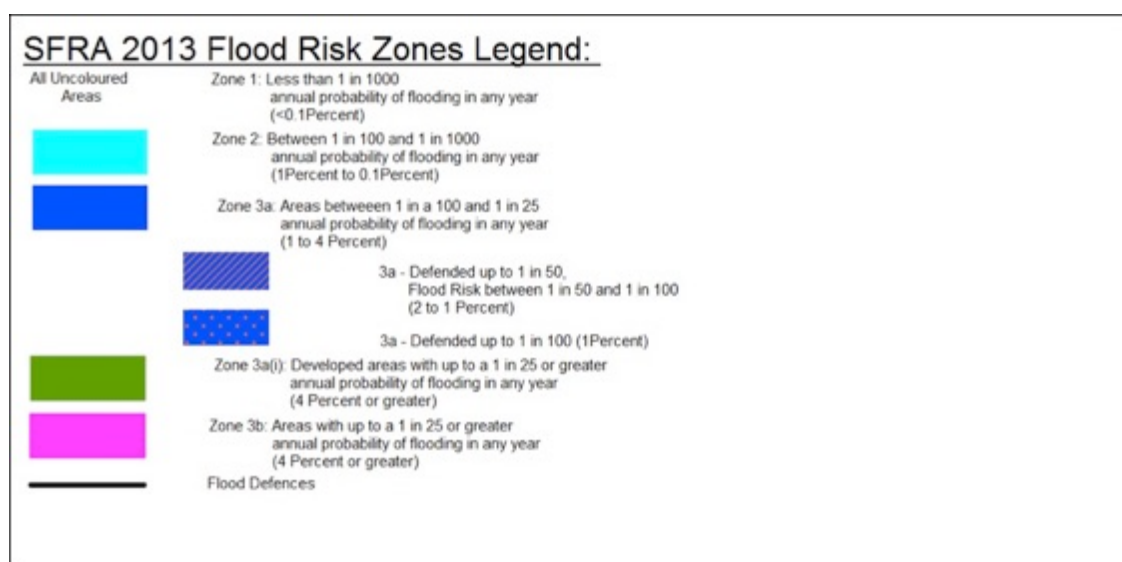 SFRA 2013 Flood Risk Zones Legend:
All Uncoloured
Areas
Zone 1: Less than 1 in 1000
annual probability of flooding in any year
(<0.1Percent)
Zone 2: Between 1 in 100 and 1 in 1000
annual probability of flooding in any year
(1Percent to 0.1Percent)
Zone 3a: Areas betweeen 1 in a 100 and 1 in 25
annual probability of flooding in any year
(1 to 4 Percent)
3a - Defended up to 1 in 50,
Flood Risk between 1 in 50 and 1 in 100
(2 to 1 Percent)
3a - Defended up to 1 in 100 (1Percent)
Zone 3a(i): Developed areas with up to a 1 in 25 or greater
annual probability of flooding in any year
(4 Percent or greater)
Zone 3b: Areas with up to a 1 in 25 or greater
annual probability of flooding in any year
(4 Percent or greater)
Flood Defences